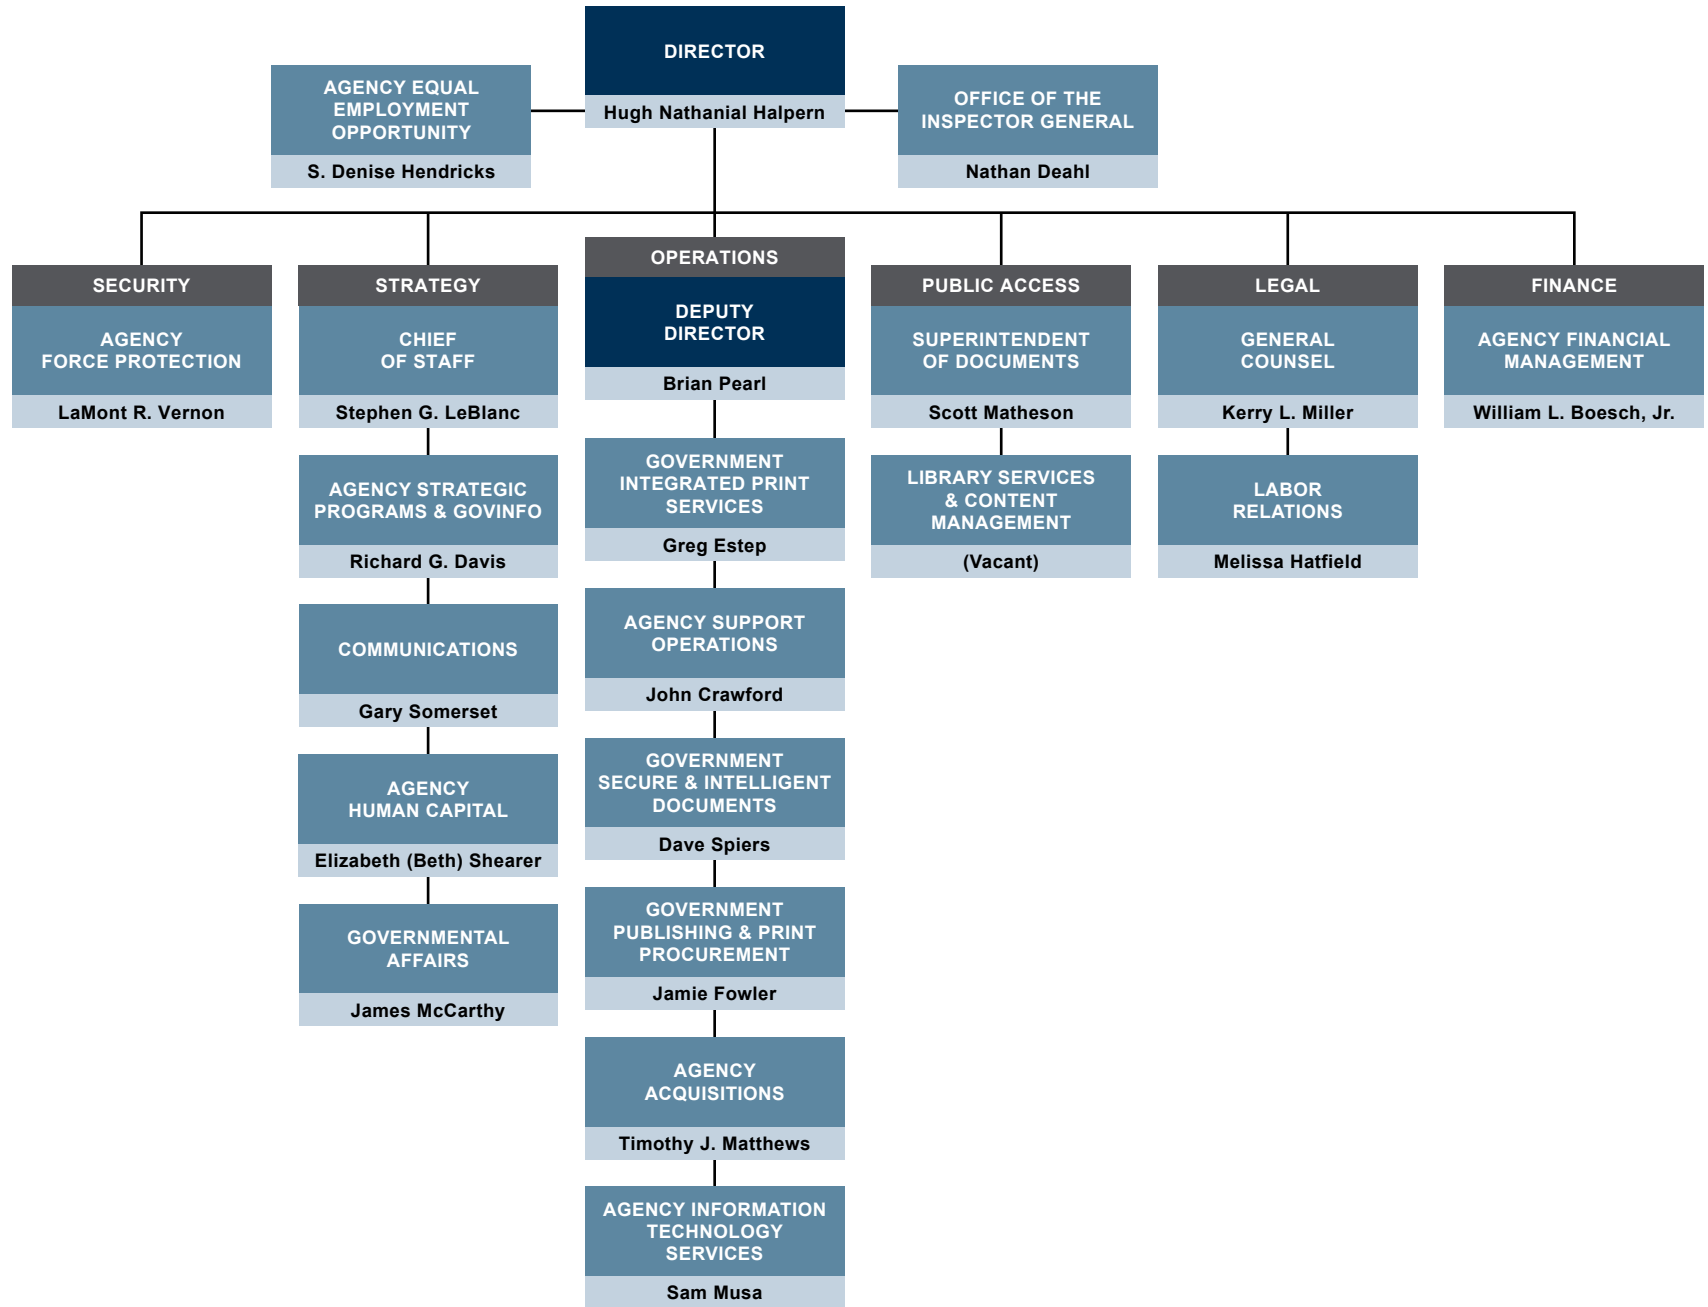 DIRECTOR
Hugh Nathanial Halpern
AGENCY EQUAL
EMPLOYMENT
OPPORTUNITY
S. Denise Hendricks
OFFICE OF THE
INSPECTOR GENERAL
Nathan Deahl
SECURITY
AGENCY
FORCE PROTECTION
LaMont R. Vernon
STRATEGY
CHIEF
OF STAFF
Stephen G. LeBlanc
AGENCY STRATEGIC
PROGRAMS & GOVINFO
Richard G. Davis
COMMUNICATIONS
Gary Somerset
AGENCY
HUMAN CAPITAL
Elizabeth (Beth) Shearer
GOVERNMENTAL
AFFAIRS
James McCarthy
OPERATIONS
DEPUTY
DIRECTOR
Brian Pearl
GOVERNMENT
INTEGRATED PRINT
SERVICES
Greg Estep
AGENCY SUPPORT
OPERATIONS
John Crawford
GOVERNMENT
SECURE & INTELLIGENT
DOCUMENTS
Dave Spiers
GOVERNMENT
PUBLISHING & PRINT
PROCUREMENT
Jamie Fowler
AGENCY
ACQUISITIONS
Timothy J. Matthews
AGENCY INFORMATION
TECHNOLOGY
SERVICES
Sam Musa
PUBLIC ACCESS
SUPERINTENDENT
OF DOCUMENTS
Scott Matheson
LIBRARY SERVICES
& CONTENT
MANAGEMENT
(Vacant)
LEGAL
GENERAL
COUNSEL
Kerry L. Miller
LABOR
RELATIONS
Melissa Hatfield
FINANCE
AGENCY FINANCIAL
MANAGEMENT
William L. Boesch, Jr.